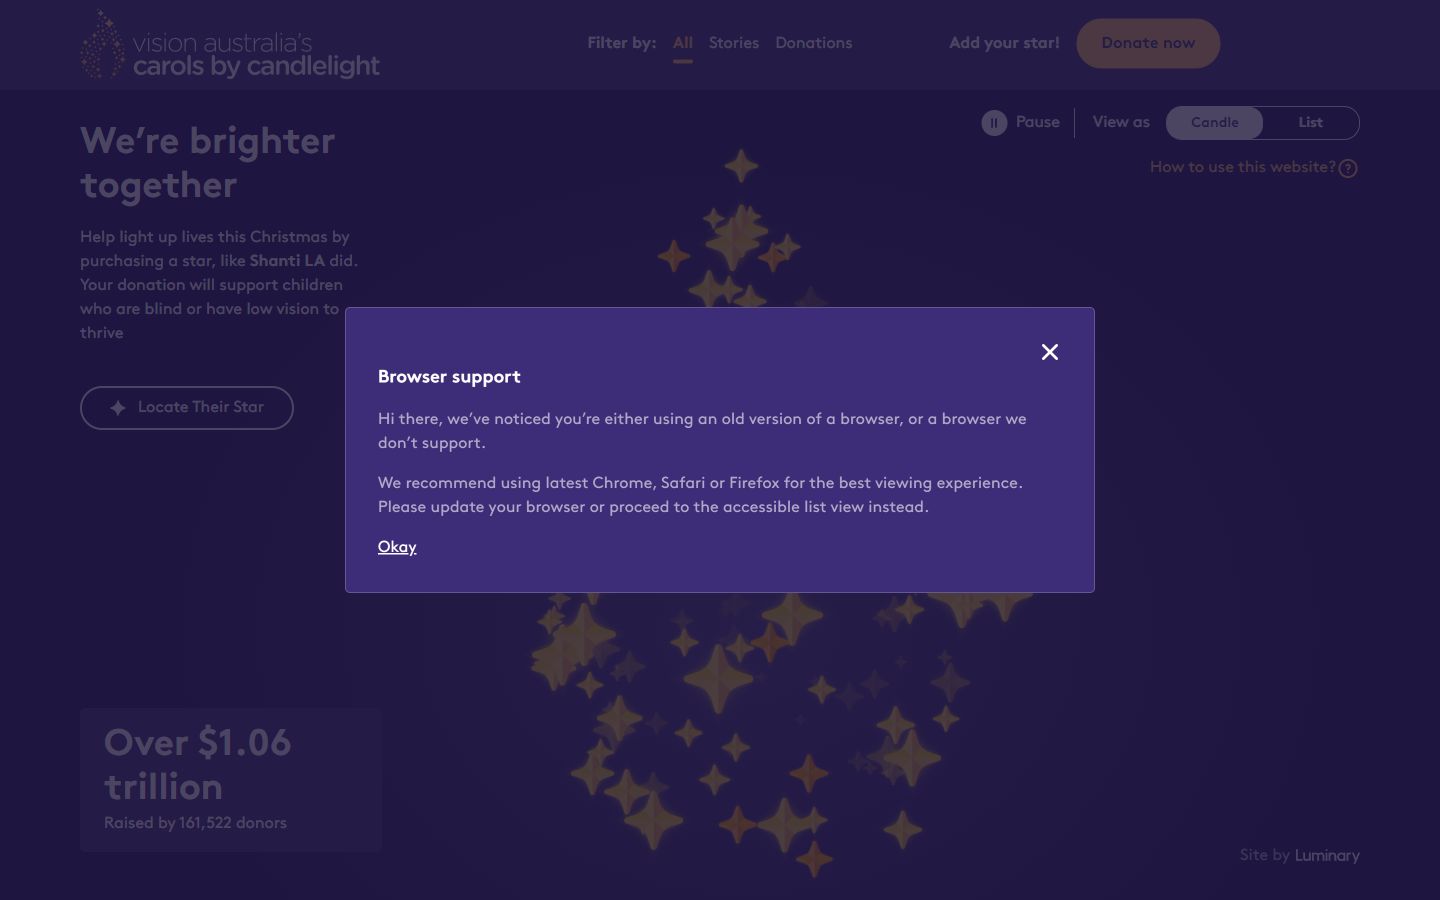 vision australia's
carols by candlelight
Filter by: All Stories Donations
Add your star! Donate now
We're brighter
together
Pause View as Candle List
How to use this website? ?
Help light up lives this Christmas by
purchasing a star, like Shanti LA did.
Your donation will support children
who are blind or have low vision to
thrive
Locate Their Star
Browser support
Hi there, we've noticed you're either using an old version of a browser, or a browser we
don't support.
We recommend using latest Chrome, Safari or Firefox for the best viewing experience.
Please update your browser or proceed to the accessible list view instead.
Okay
Over $1.06
trillion
Raised by 161,522 donors
Site by Luminary